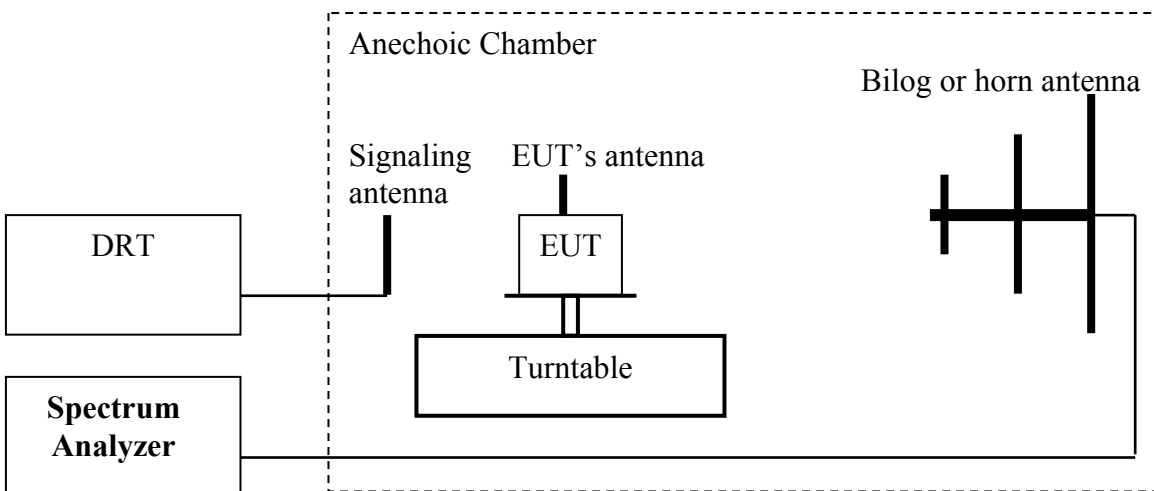 Anechoic Chamber
Bilog or horn antenna
Signaling
antenna
EUT’s antenna
DRT
EUT
Turntable
Spectrum
Analyzer